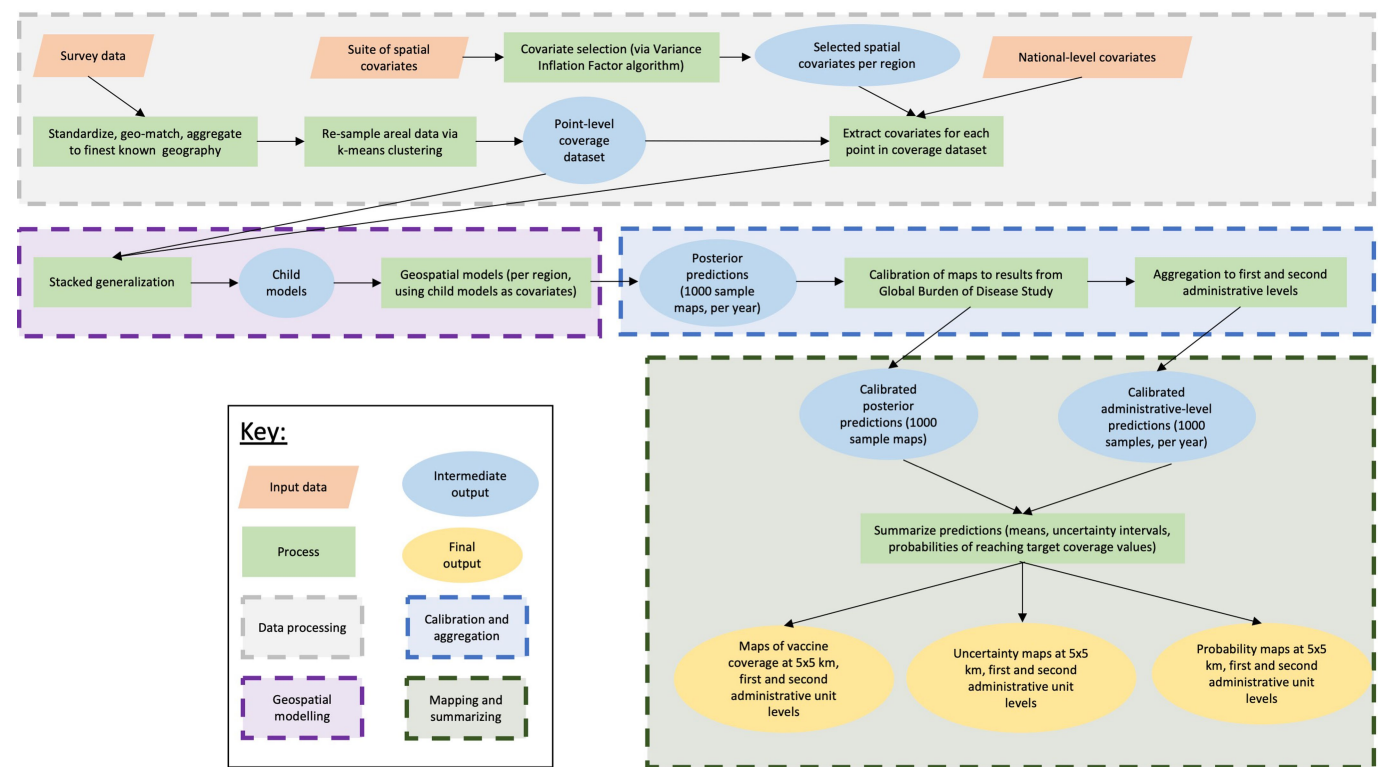 Survey data
Suite of spatial
covariates
Covariate selection (via Variance
Inflation Factor algorithm)
Selected spatial
covariates per region
National-level covariates
Standardize, geo-match, aggregate
to finest known geography
Re-sample areal data via
k-means clustering
Point-level
coverage
dataset
Extract covariates for each
point in coverage dataset
Stacked generalization
Child
models
Geospatial models (per region,
using child models as covariates)
Posterior
predictions
(1000 sample
maps, per year)
Calibration of maps to results from
Global Burden of Disease Study
Aggregation to first and second
administrative levels
Calibrated
posterior
predictions (1000
sample maps)
Calibrated
administrative-level
predictions (1000
samples, per year)
Summarize predictions (means, uncertainty intervals,
probabilities of reaching target coverage values)
Maps of vaccine
coverage at 5x5 km,
first and second
administrative unit
levels
Uncertainty maps at 5x5
km, first and second
administrative unit
levels
Probability maps at 5x5
km, first and second
administrative unit
levels
Key:
Input data
Intermediate
output
Process
Final
output
Data processing
Calibration and
aggregation
Geospatial
modelling
Mapping and
summarizing